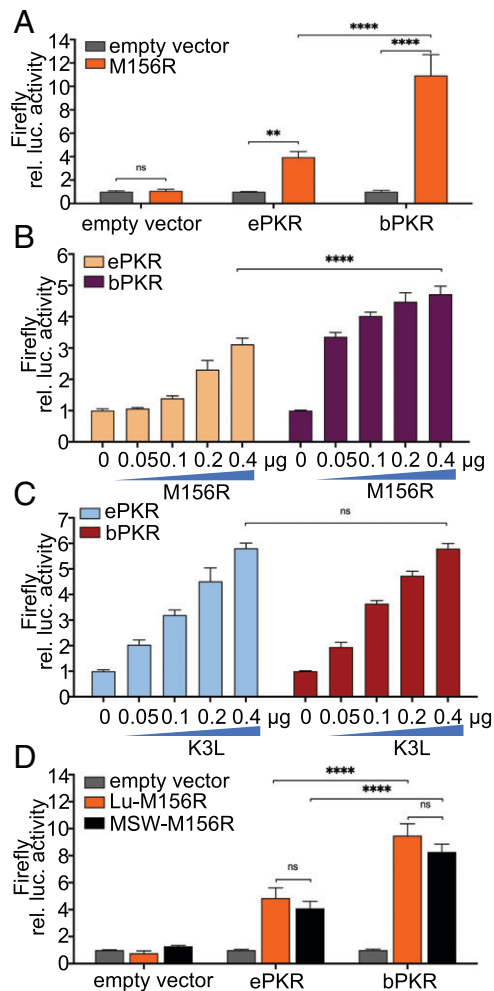 A
Firefly
rel. luc. activity
14
12
10
8
6
4
2
0
empty vector
M156R
ns
**
****
****
empty vector ePKR bPKR
B
Firefly
rel. luc. activity
6
5
4
3
2
1
0
ePKR
bPKR
****
0 0.05 0.1 0.2 0.4 µg 0 0.05 0.1 0.2 0.4 µg
M156R M156R
C
Firefly
rel. luc. activity
7
6
5
4
3
2
1
0
ePKR
bPKR
ns
0 0.05 0.1 0.2 0.4 µg 0 0.05 0.1 0.2 0.4 µg
K3L K3L
D
Firefly
rel. luc. activity
14
12
10
8
6
4
2
0
empty vector
Lu-M156R
MSW-M156R
****
****
ns
ns
empty vector ePKR bPKR